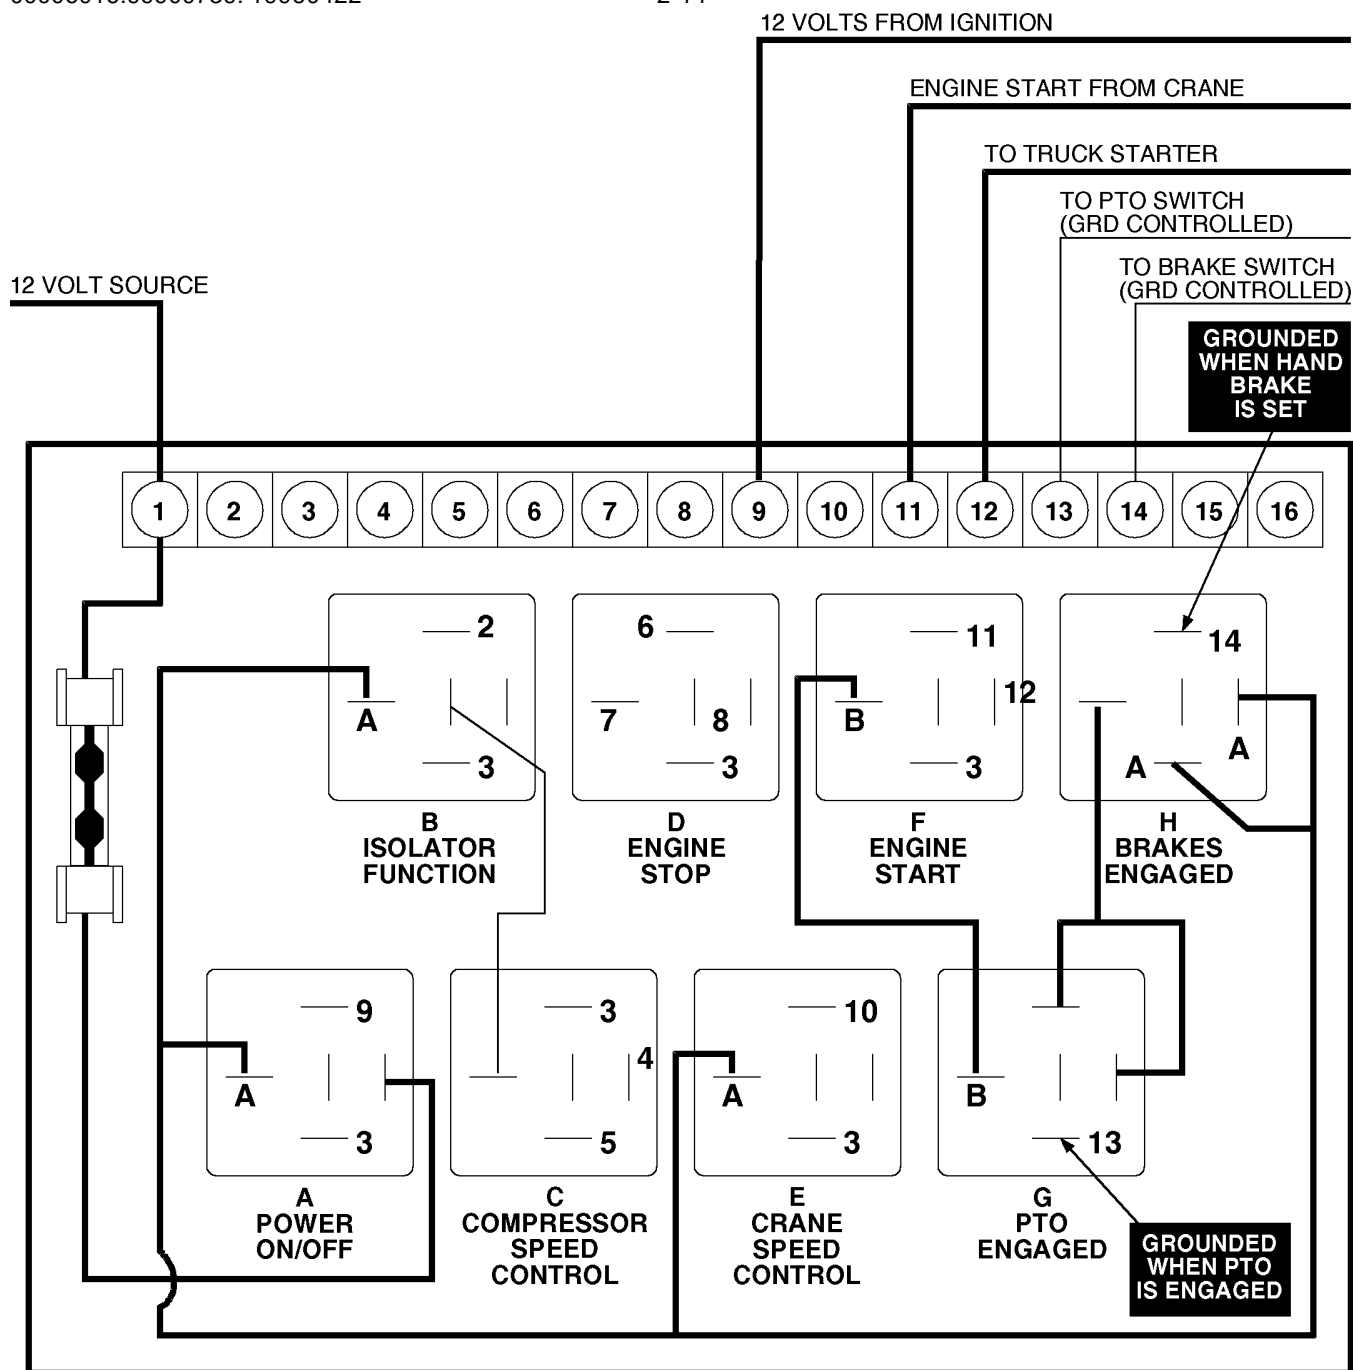 2-11
12 VOLTS FROM IGNITION
ENGINE START FROM CRANE
TO TRUCK STARTER
TO PTO SWITCH
(GRD CONTROLLED)
12 VOLT SOURCE
TO BRAKE SWITCH
(GRD CONTROLLED)
GROUNDED
WHEN HAND
BRAKE
IS SET
1 2 3 4 5 6 7 8 9 10 11 12 13 14 15 16
2
A
3
B
ISOLATOR
FUNCTION
6
7
8
3
D
ENGINE
STOP
11
12
B
3
F
ENGINE
START
14
A
A
H
BRAKES
ENGAGED
9
A
3
A
POWER
ON/OFF
3
4
5
C
COMPRESSOR
SPEED
CONTROL
10
A
3
E
CRANE
SPEED
CONTROL
B
13
G
PTO
ENGAGED
GROUNDED
WHEN PTO
IS ENGAGED